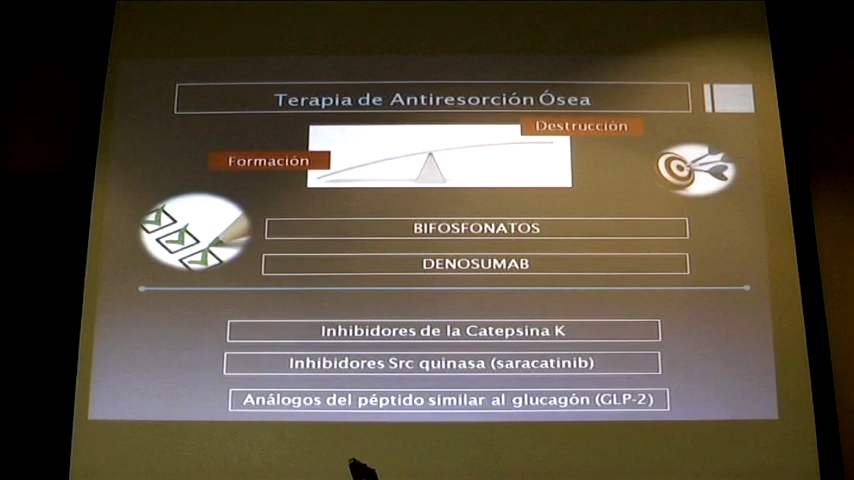 Terapia de Antiresorción Ósea
Destrucción
Formación
BIFOSFONATOS
DENOSUMAB
Inhibidores de la Catepsina K
Inhibidores Src quinasa (saracatinib)
Análogos del péptido similar al glucagón (GLP-2)